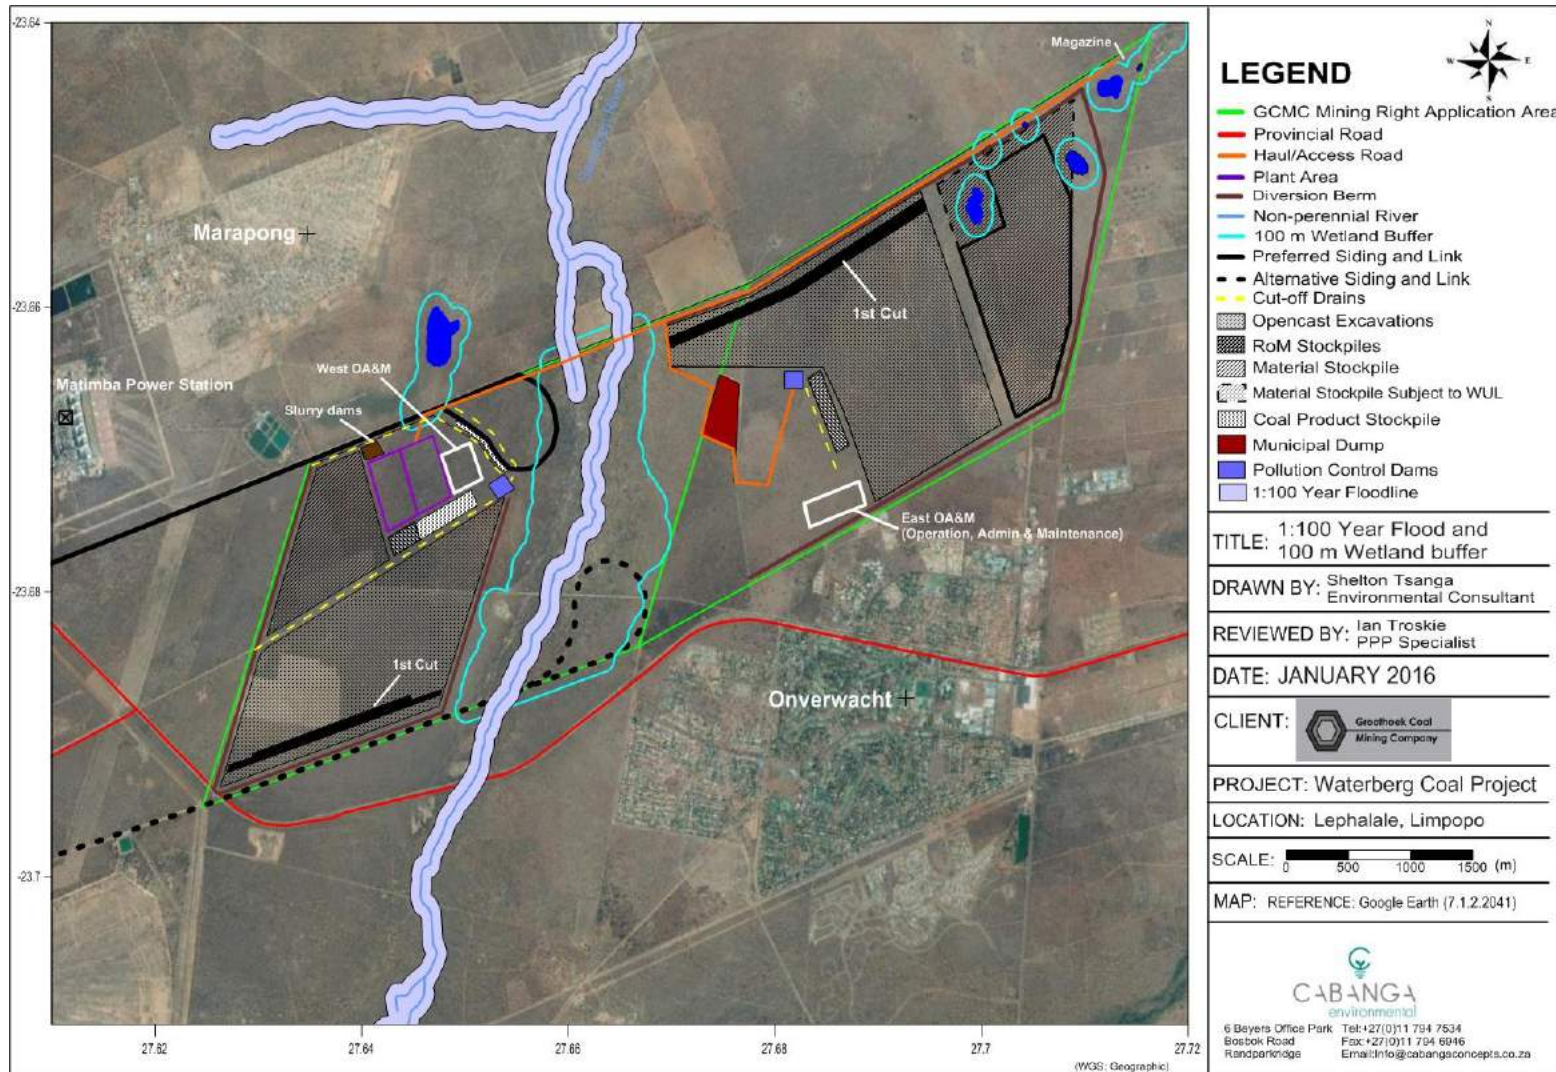 -23.64
-23.66
-23.68
-23.7
27.62
27.64
27.66
27.68
27.7
27.72
(WGS: Geographic)
Magazine
Marapong
1st Cut
West OA&M
Matimba Power Station
Slurry dams
East OA&M
(Operation, Admin & Maintenance)
1st Cut
Onverwacht
N
W
E
S
LEGEND
GCMC Mining Right Application Area
Provincial Road
Haul/Access Road
Plant Area
Diversion Berm
Non-perennial River
100 m Wetland Buffer
Preferred Siding and Link
Alternative Siding and Link
Cut-off Drains
Opencast Excavations
RoM Stockpiles
Material Stockpile
Material Stockpile Subject to WUL
Coal Product Stockpile
Municipal Dump
Pollution Control Dams
1:100 Year Floodline
TITLE: 1:100 Year Flood and
100 m Wetland buffer
DRAWN BY: Shelton Tsanga
Environmental Consultant
REVIEWED BY: Ian Troskie
PPP Specialist
DATE: JANUARY 2016
CLIENT:
Groothoek Coal
Mining Company
PROJECT: Waterberg Coal Project
LOCATION: Lephalale, Limpopo
SCALE: 0 500 1000 1500 (m)
MAP: REFERENCE: Google Earth (7.1.2.2041)
CABANGA
environmental
6 Beyers Office Park Tel:+27(0)11 794 7534
Bosbok Road Fax:+27(0)11 794 6946
Randparkridge Email:Info@cabangaconcepts.co.za